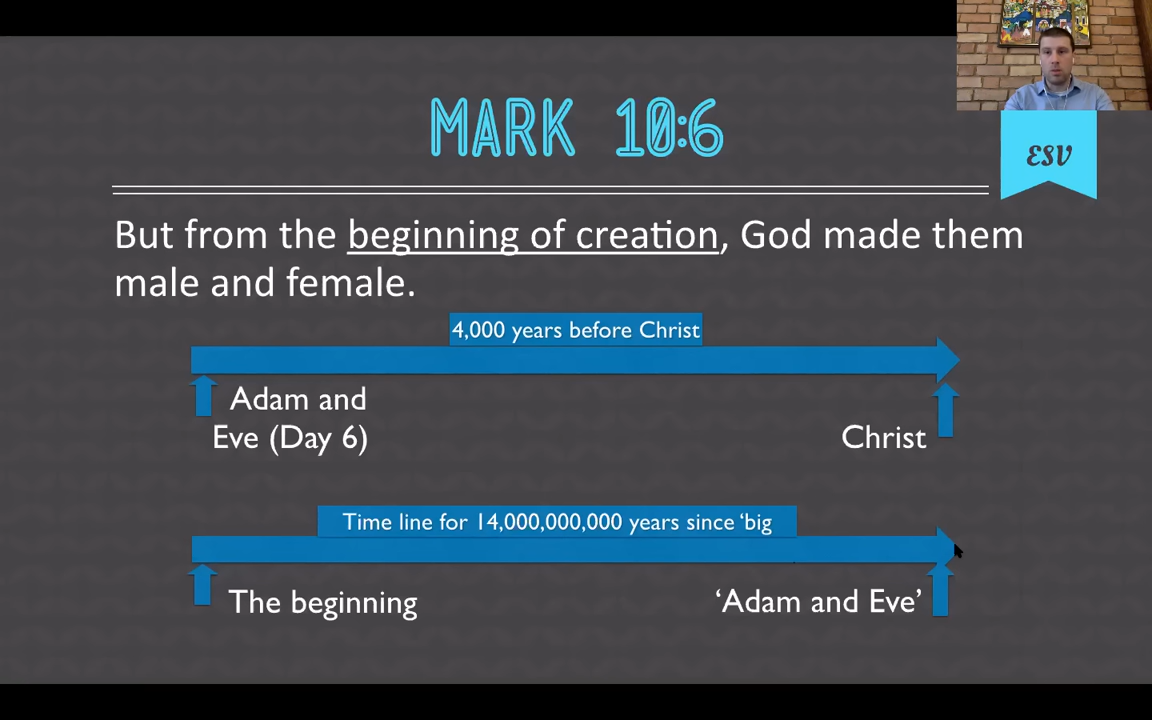 MARK 10:6
ESV
But from the beginning of creation, God made them
male and female.
4,000 years before Christ
Adam and
Eve (Day 6)
Christ
Time line for 14,000,000,000 years since ‘big
The beginning
‘Adam and Eve’